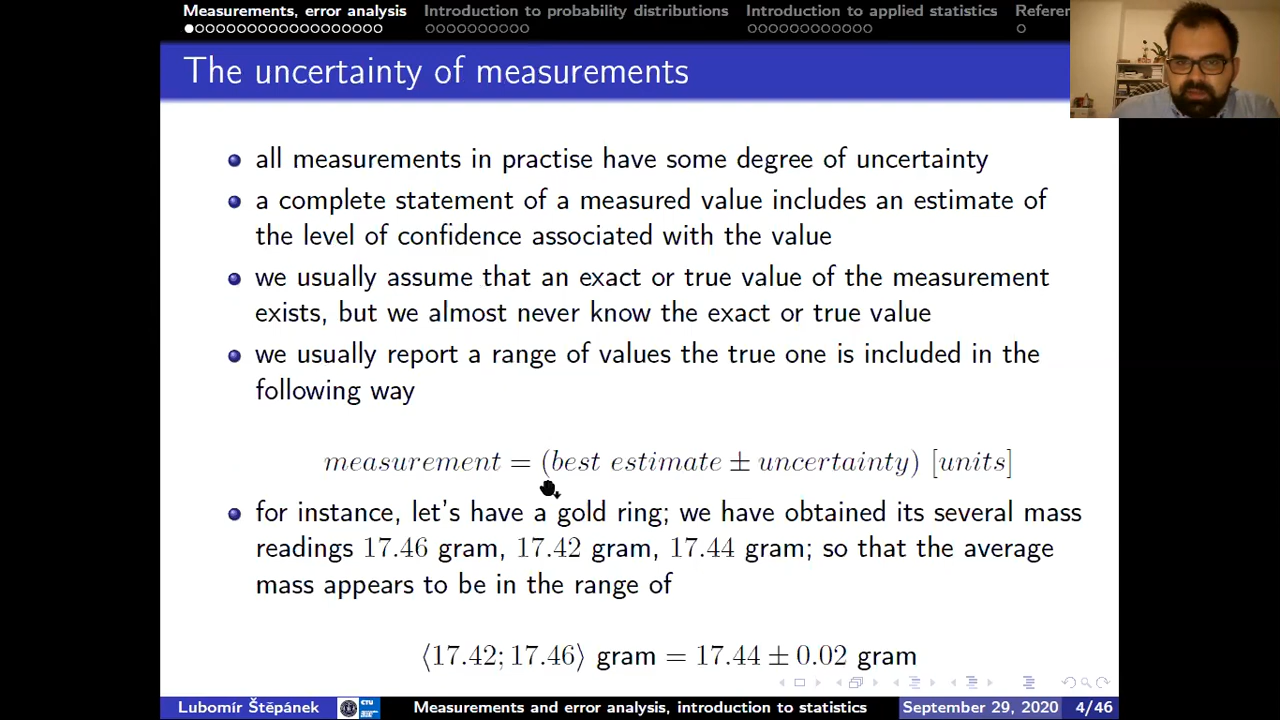 Measurements, error analysis Introduction to probability distributions Introduction to applied statistics Refere
The uncertainty of measurements
all measurements in practise have some degree of uncertainty
a complete statement of a measured value includes an estimate of
the level of confidence associated with the value
we usually assume that an exact or true value of the measurement
exists, but we almost never know the exact or true value
we usually report a range of values the true one is included in the
following way
measurement = (best estimate ± uncertainty) [units]
for instance, let's have a gold ring; we have obtained its several mass
readings 17.46 gram, 17.42 gram, 17.44 gram; so that the average
mass appears to be in the range of
⟨17.42; 17.46⟩ gram = 17.44 ± 0.02 gram
Lubomír Štěpánek CTU Measurements and error analysis, introduction to statistics September 29, 2020 4/46